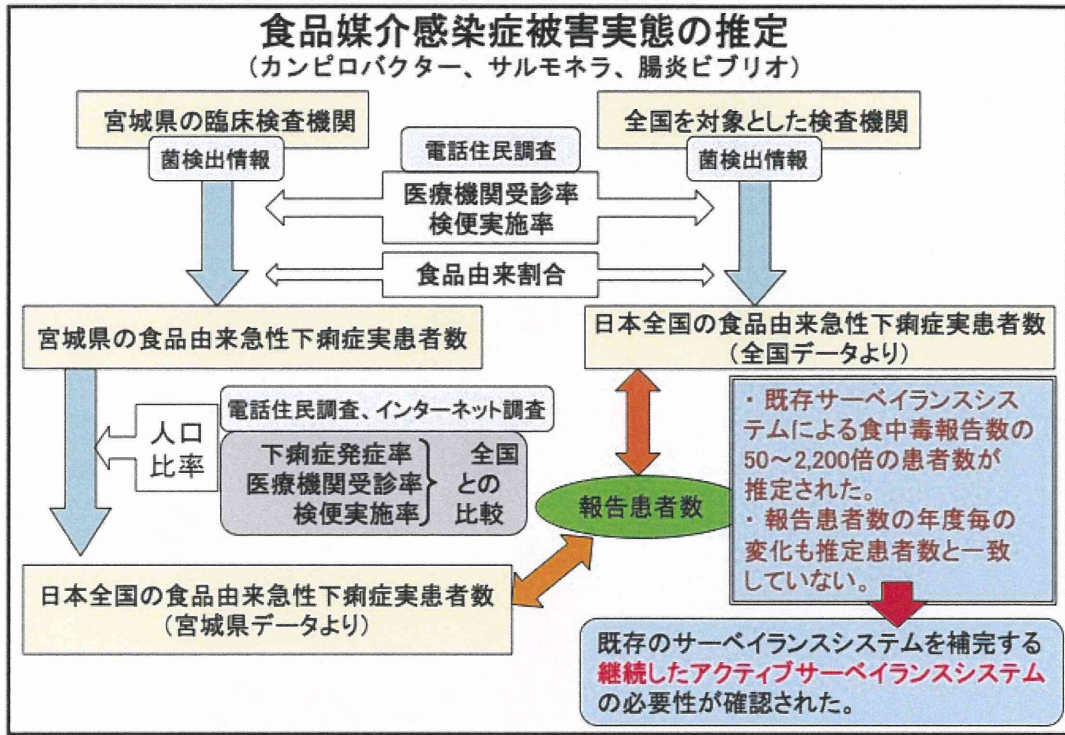 食品媒介感染症被害実態の推定
(カンピロバクター、サルモネラ、腸炎ビブリオ)
宮城県の臨床検査機関
菌検出情報
全国を対象とした検査機関
菌検出情報
電話住民調査
医療機関受診率
検便実施率
食品由来割合
宮城県の食品由来急性下痢症実患者数
日本全国の食品由来急性下痢症実患者数
(全国データより)
人口
比率
電話住民調査、インターネット調査
下痢症発症率
医療機関受診率
検便実施率
全国
との
比較
報告患者数
・既存サーベイランスシス
テムによる食中毒報告数の
50~2,200倍の患者数が
推定された。
・報告患者数の年度毎の
変化も推定患者数と一致
していない。
日本全国の食品由来急性下痢症実患者数
(宮城県データより)
既存のサーベイランスシステムを補完する
継続したアクティブサーベイランスシステム
の必要性が確認された。